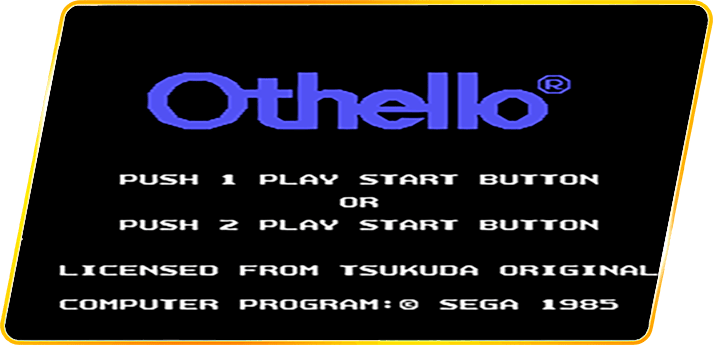 Othello®
PUSH 1 PLAY START BUTTON
OR
PUSH 2 PLAY START BUTTON
LICENSED FROM TSUKUDA ORIGINAL
COMPUTER PROGRAM:© SEGA 1985